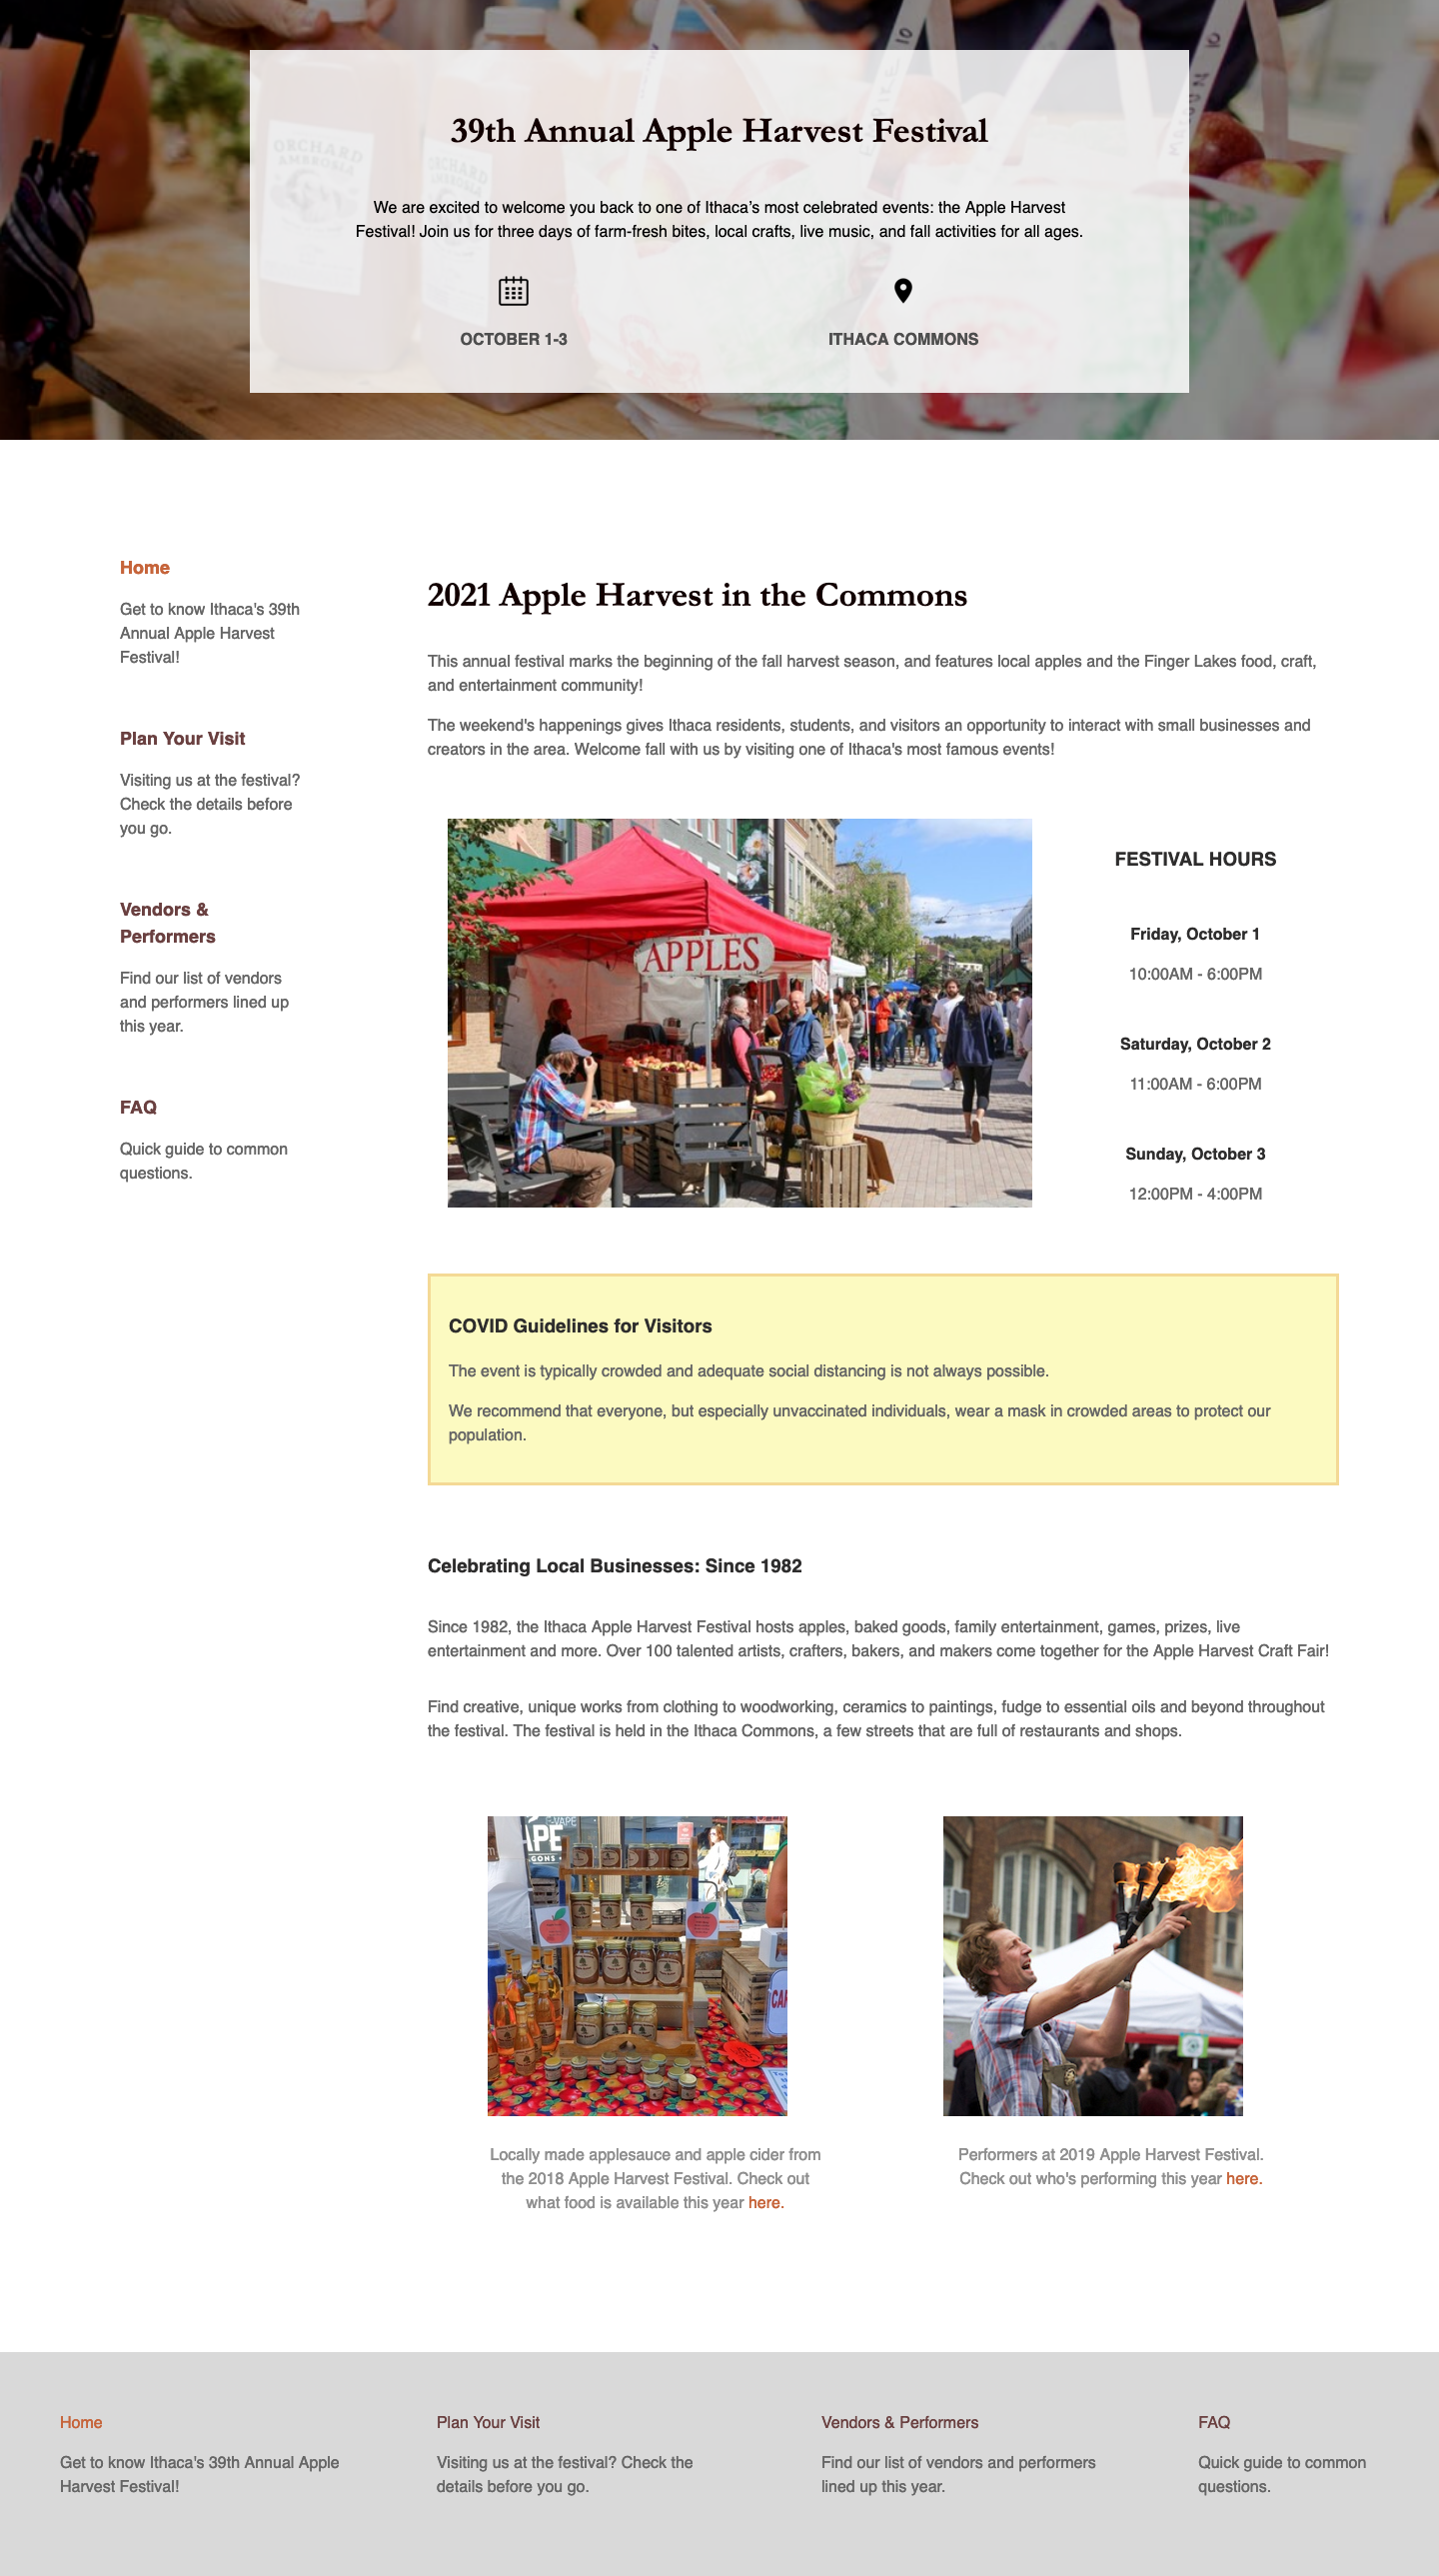 ORCHARD
AMBROSIA
ORCHARD
10
10
39th Annual Apple Harvest Festival
We are excited to welcome you back to one of Ithaca’s most celebrated events: the Apple Harvest
Festival! Join us for three days of farm-fresh bites, local crafts, live music, and fall activities for all ages.
OCTOBER 1-3
ITHACA COMMONS
Home
Get to know Ithaca's 39th
Annual Apple Harvest
Festival!
Plan Your Visit
Visiting us at the festival?
Check the details before
you go.
Vendors &
Performers
Find our list of vendors
and performers lined up
this year.
FAQ
Quick guide to common
questions.
2021 Apple Harvest in the Commons
This annual festival marks the beginning of the fall harvest season, and features local apples and the Finger Lakes food, craft,
and entertainment community!
The weekend's happenings gives Ithaca residents, students, and visitors an opportunity to interact with small businesses and
creators in the area. Welcome fall with us by visiting one of Ithaca's most famous events!
APPLES
FESTIVAL HOURS
Friday, October 1
10:00AM - 6:00PM
Saturday, October 2
11:00AM - 6:00PM
Sunday, October 3
12:00PM - 4:00PM
COVID Guidelines for Visitors
The event is typically crowded and adequate social distancing is not always possible.
We recommend that everyone, but especially unvaccinated individuals, wear a mask in crowded areas to protect our
population.
Celebrating Local Businesses: Since 1982
Since 1982, the Ithaca Apple Harvest Festival hosts apples, baked goods, family entertainment, games, prizes, live
entertainment and more. Over 100 talented artists, crafters, bakers, and makers come together for the Apple Harvest Craft Fair!
Find creative, unique works from clothing to woodworking, ceramics to paintings, fudge to essential oils and beyond throughout
the festival. The festival is held in the Ithaca Commons, a few streets that are full of restaurants and shops.
VAPE
Locally made applesauce and apple cider from
the 2018 Apple Harvest Festival. Check out
what food is available this year here.
Performers at 2019 Apple Harvest Festival.
Check out who's performing this year here.
Home
Get to know Ithaca's 39th Annual Apple
Harvest Festival!
Plan Your Visit
Visiting us at the festival? Check the
details before you go.
Vendors & Performers
Find our list of vendors and performers
lined up this year.
FAQ
Quick guide to common
questions.